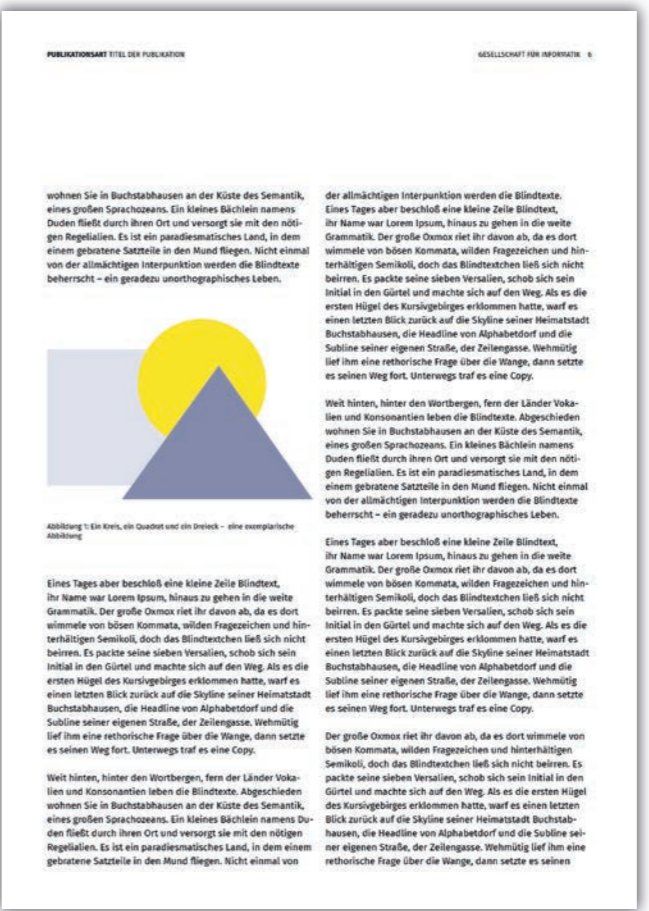 PUBLIKATIONSART TITEL DER PUBLIKATION
GESELLSCHAFT FÜR INFORMATIK 6
wohnen Sie in Buchstabhausen an der Küste des Semantik,
eines großen Sprachozeans. Ein kleines Bächlein namens
Duden fließt durch ihren Ort und versorgt sie mit den nöti-
gen Regelialien. Es ist ein paradiesmatisches Land, in dem
einem gebratene Satzteile in den Mund fliegen. Nicht einmal
von der allmächtigen Interpunktion werden die Blindtexte
beherrscht – ein geradezu unorthographisches Leben.
Abbildung 1: Ein Kreis, ein Quadrat und ein Dreieck – eine exemplarische
Abbildung
Eines Tages aber beschloß eine kleine Zeile Blindtext,
ihr Name war Lorem Ipsum, hinaus zu gehen in die weite
Grammatik. Der große Oxmox riet ihr davon ab, da es dort
wimmele von bösen Kommata, wilden Fragezeichen und hin-
terhältigen Semikoli, doch das Blindtextchen ließ sich nicht
beirren. Es packte seine sieben Versalien, schob sich sein
Initial in den Gürtel und machte sich auf den Weg. Als es die
ersten Hügel des Kursivgebirges erklommen hatte, warf es
einen letzten Blick zurück auf die Skyline seiner Heimatstadt
Buchstabhausen, die Headline von Alphabetdorf und die
Subline seiner eigenen Straße, der Zeilengasse. Wehmütig
lief ihm eine rethorische Frage über die Wange, dann setzte
es seinen Weg fort. Unterwegs traf es eine Copy.
Weit hinten, hinter den Wortbergen, fern der Länder Voka-
lien und Konsonantien leben die Blindtexte. Abgeschieden
wohnen Sie in Buchstabhausen an der Küste des Semantik,
eines großen Sprachozeans. Ein kleines Bächlein namens Du-
den fließt durch ihren Ort und versorgt sie mit den nötigen
Regelialien. Es ist ein paradiesmatisches Land, in dem einem
gebratene Satzteile in den Mund fliegen. Nicht einmal von
der allmächtigen Interpunktion werden die Blindtexte.
Eines Tages aber beschloß eine kleine Zeile Blindtext,
ihr Name war Lorem Ipsum, hinaus zu gehen in die weite
Grammatik. Der große Oxmox riet ihr davon ab, da es dort
wimmele von bösen Kommata, wilden Fragezeichen und hin-
terhältigen Semikoli, doch das Blindtextchen ließ sich nicht
beirren. Es packte seine sieben Versalien, schob sich sein
Initial in den Gürtel und machte sich auf den Weg. Als es die
ersten Hügel des Kursivgebirges erklommen hatte, warf es
einen letzten Blick zurück auf die Skyline seiner Heimatstadt
Buchstabhausen, die Headline von Alphabetdorf und die
Subline seiner eigenen Straße, der Zeilengasse. Wehmütig
lief ihm eine rethorische Frage über die Wange, dann setzte
es seinen Weg fort. Unterwegs traf es eine Copy.
Weit hinten, hinter den Wortbergen, fern der Länder Voka-
lien und Konsonantien leben die Blindtexte. Abgeschieden
wohnen Sie in Buchstabhausen an der Küste des Semantik,
eines großen Sprachozeans. Ein kleines Bächlein namens
Duden fließt durch ihren Ort und versorgt sie mit den nöti-
gen Regelialien. Es ist ein paradiesmatisches Land, in dem
einem gebratene Satzteile in den Mund fliegen. Nicht einmal
von der allmächtigen Interpunktion werden die Blindtexte
beherrscht – ein geradezu unorthographisches Leben.
Eines Tages aber beschloß eine kleine Zeile Blindtext,
ihr Name war Lorem Ipsum, hinaus zu gehen in die weite
Grammatik. Der große Oxmox riet ihr davon ab, da es dort
wimmele von bösen Kommata, wilden Fragezeichen und hin-
terhältigen Semikoli, doch das Blindtextchen ließ sich nicht
beirren. Es packte seine sieben Versalien, schob sich sein
Initial in den Gürtel und machte sich auf den Weg. Als es die
ersten Hügel des Kursivgebirges erklommen hatte, warf es
einen letzten Blick zurück auf die Skyline seiner Heimatstadt
Buchstabhausen, die Headline von Alphabetdorf und die
Subline seiner eigenen Straße, der Zeilengasse. Wehmütig
lief ihm eine rethorische Frage über die Wange, dann setzte
es seinen Weg fort. Unterwegs traf es eine Copy.
Der große Oxmox riet ihr davon ab, da es dort wimmele von
bösen Kommata, wilden Fragezeichen und hinterhältigen
Semikoli, doch das Blindtextchen ließ sich nicht beirren. Es
packte seine sieben Versalien, schob sich sein Initial in den
Gürtel und machte sich auf den Weg. Als es die ersten Hügel
des Kursivgebirges erklommen hatte, warf es einen letzten
Blick zurück auf die Skyline seiner Heimatstadt Buchstab-
hausen, die Headline von Alphabetdorf und die Subline sei-
ner eigenen Straße, der Zeilengasse. Wehmütig lief ihm eine
rethorische Frage über die Wange, dann setzte es seinen